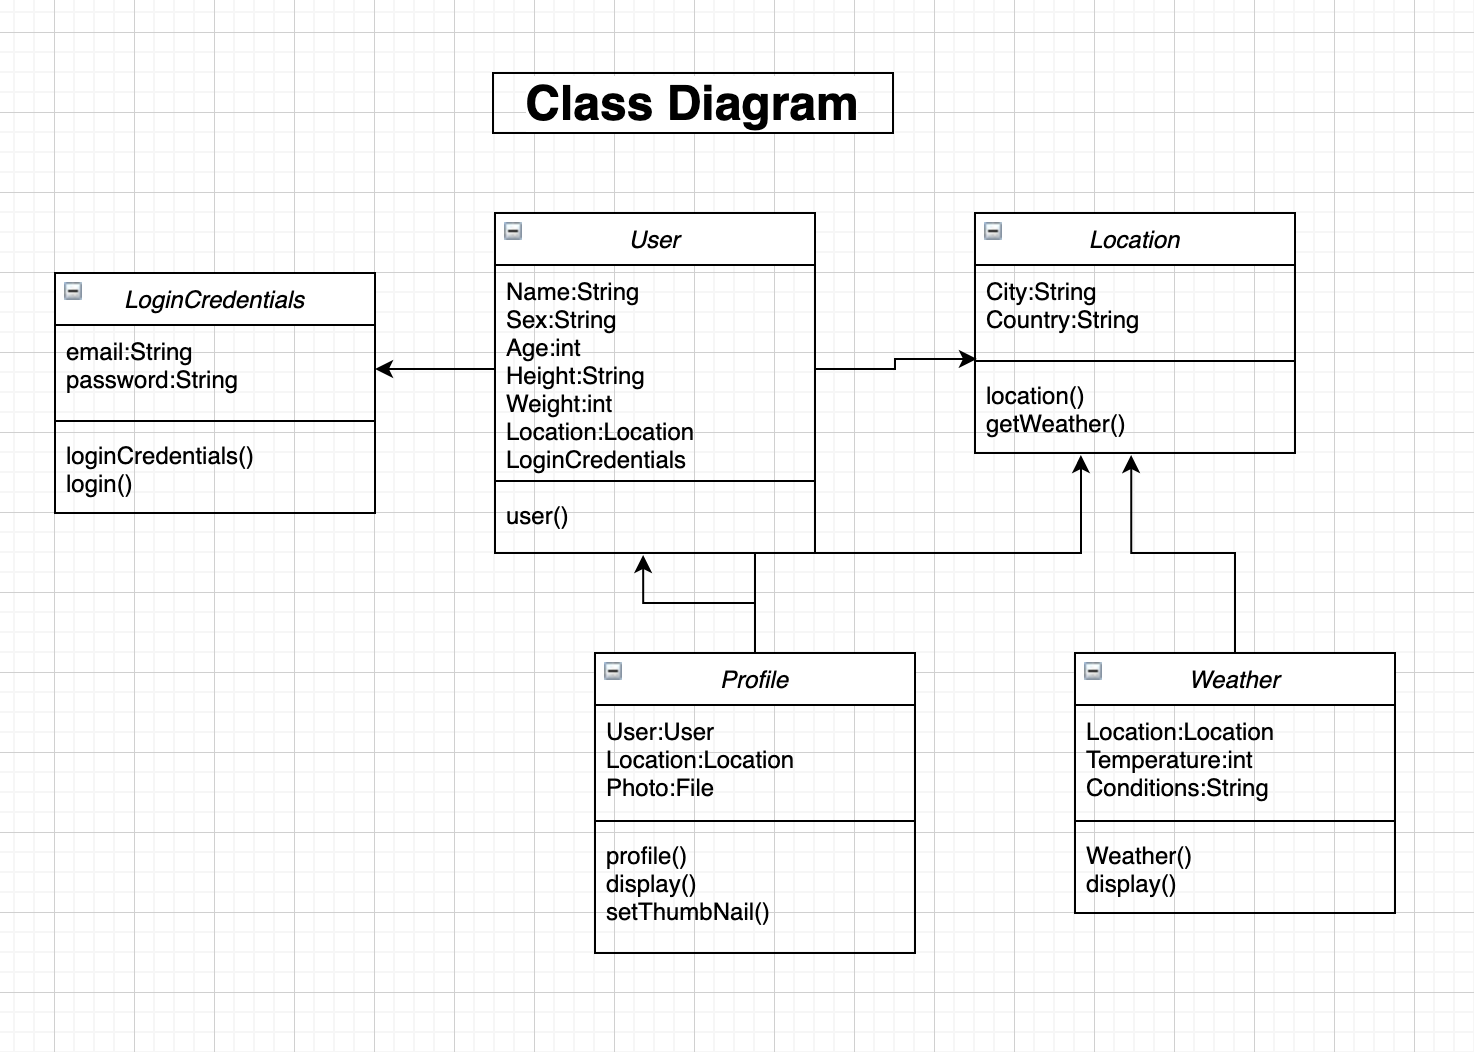 Class Diagram
LoginCredentials
email:String
password:String
loginCredentials()
login()
User
Name:String
Sex:String
Age:int
Height:String
Weight:int
Location:Location
LoginCredentials
user()
Location
City:String
Country:String
location()
getWeather()
Profile
User:User
Location:Location
Photo:File
profile()
display()
setThumbNail()
Weather
Location:Location
Temperature:int
Conditions:String
Weather()
display()